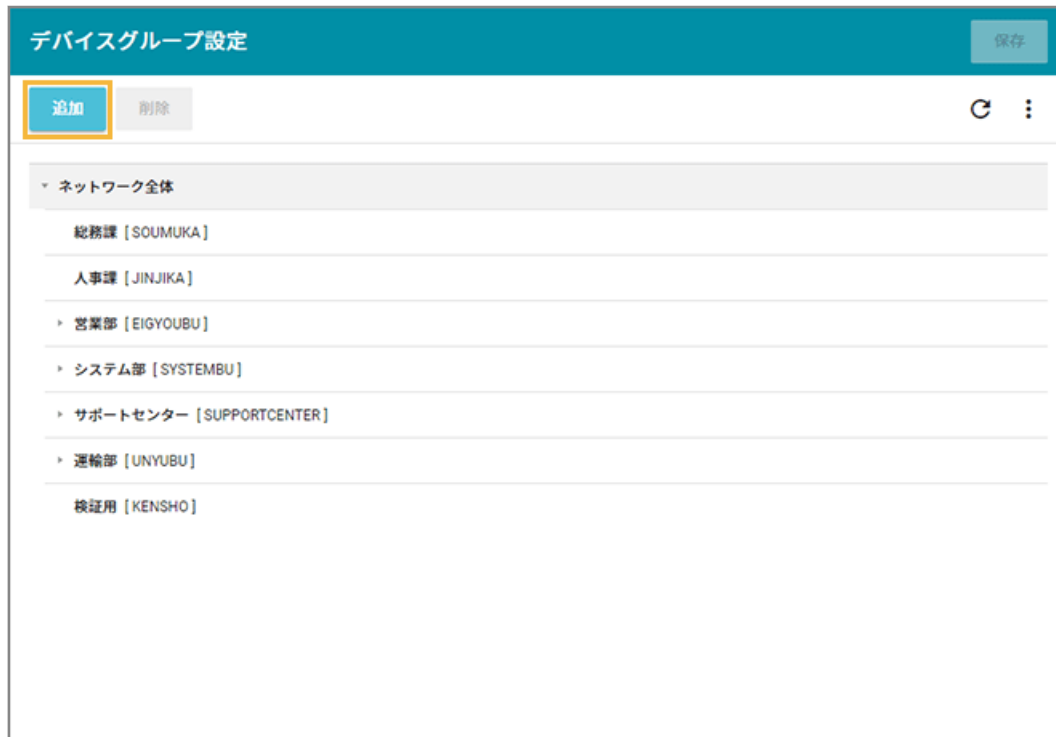 デバイスグループ設定
保存
追加
削除
ネットワーク全体
総務課 [ SOUMUKA ]
人事課 [ JINJIKA ]
営業部 [ EIGYOUBU ]
システム部 [ SYSTEMBU ]
サポートセンター [ SUPPORTCENTER ]
運輸部 [ UNYUBU ]
検証用 [ KENSHO ]